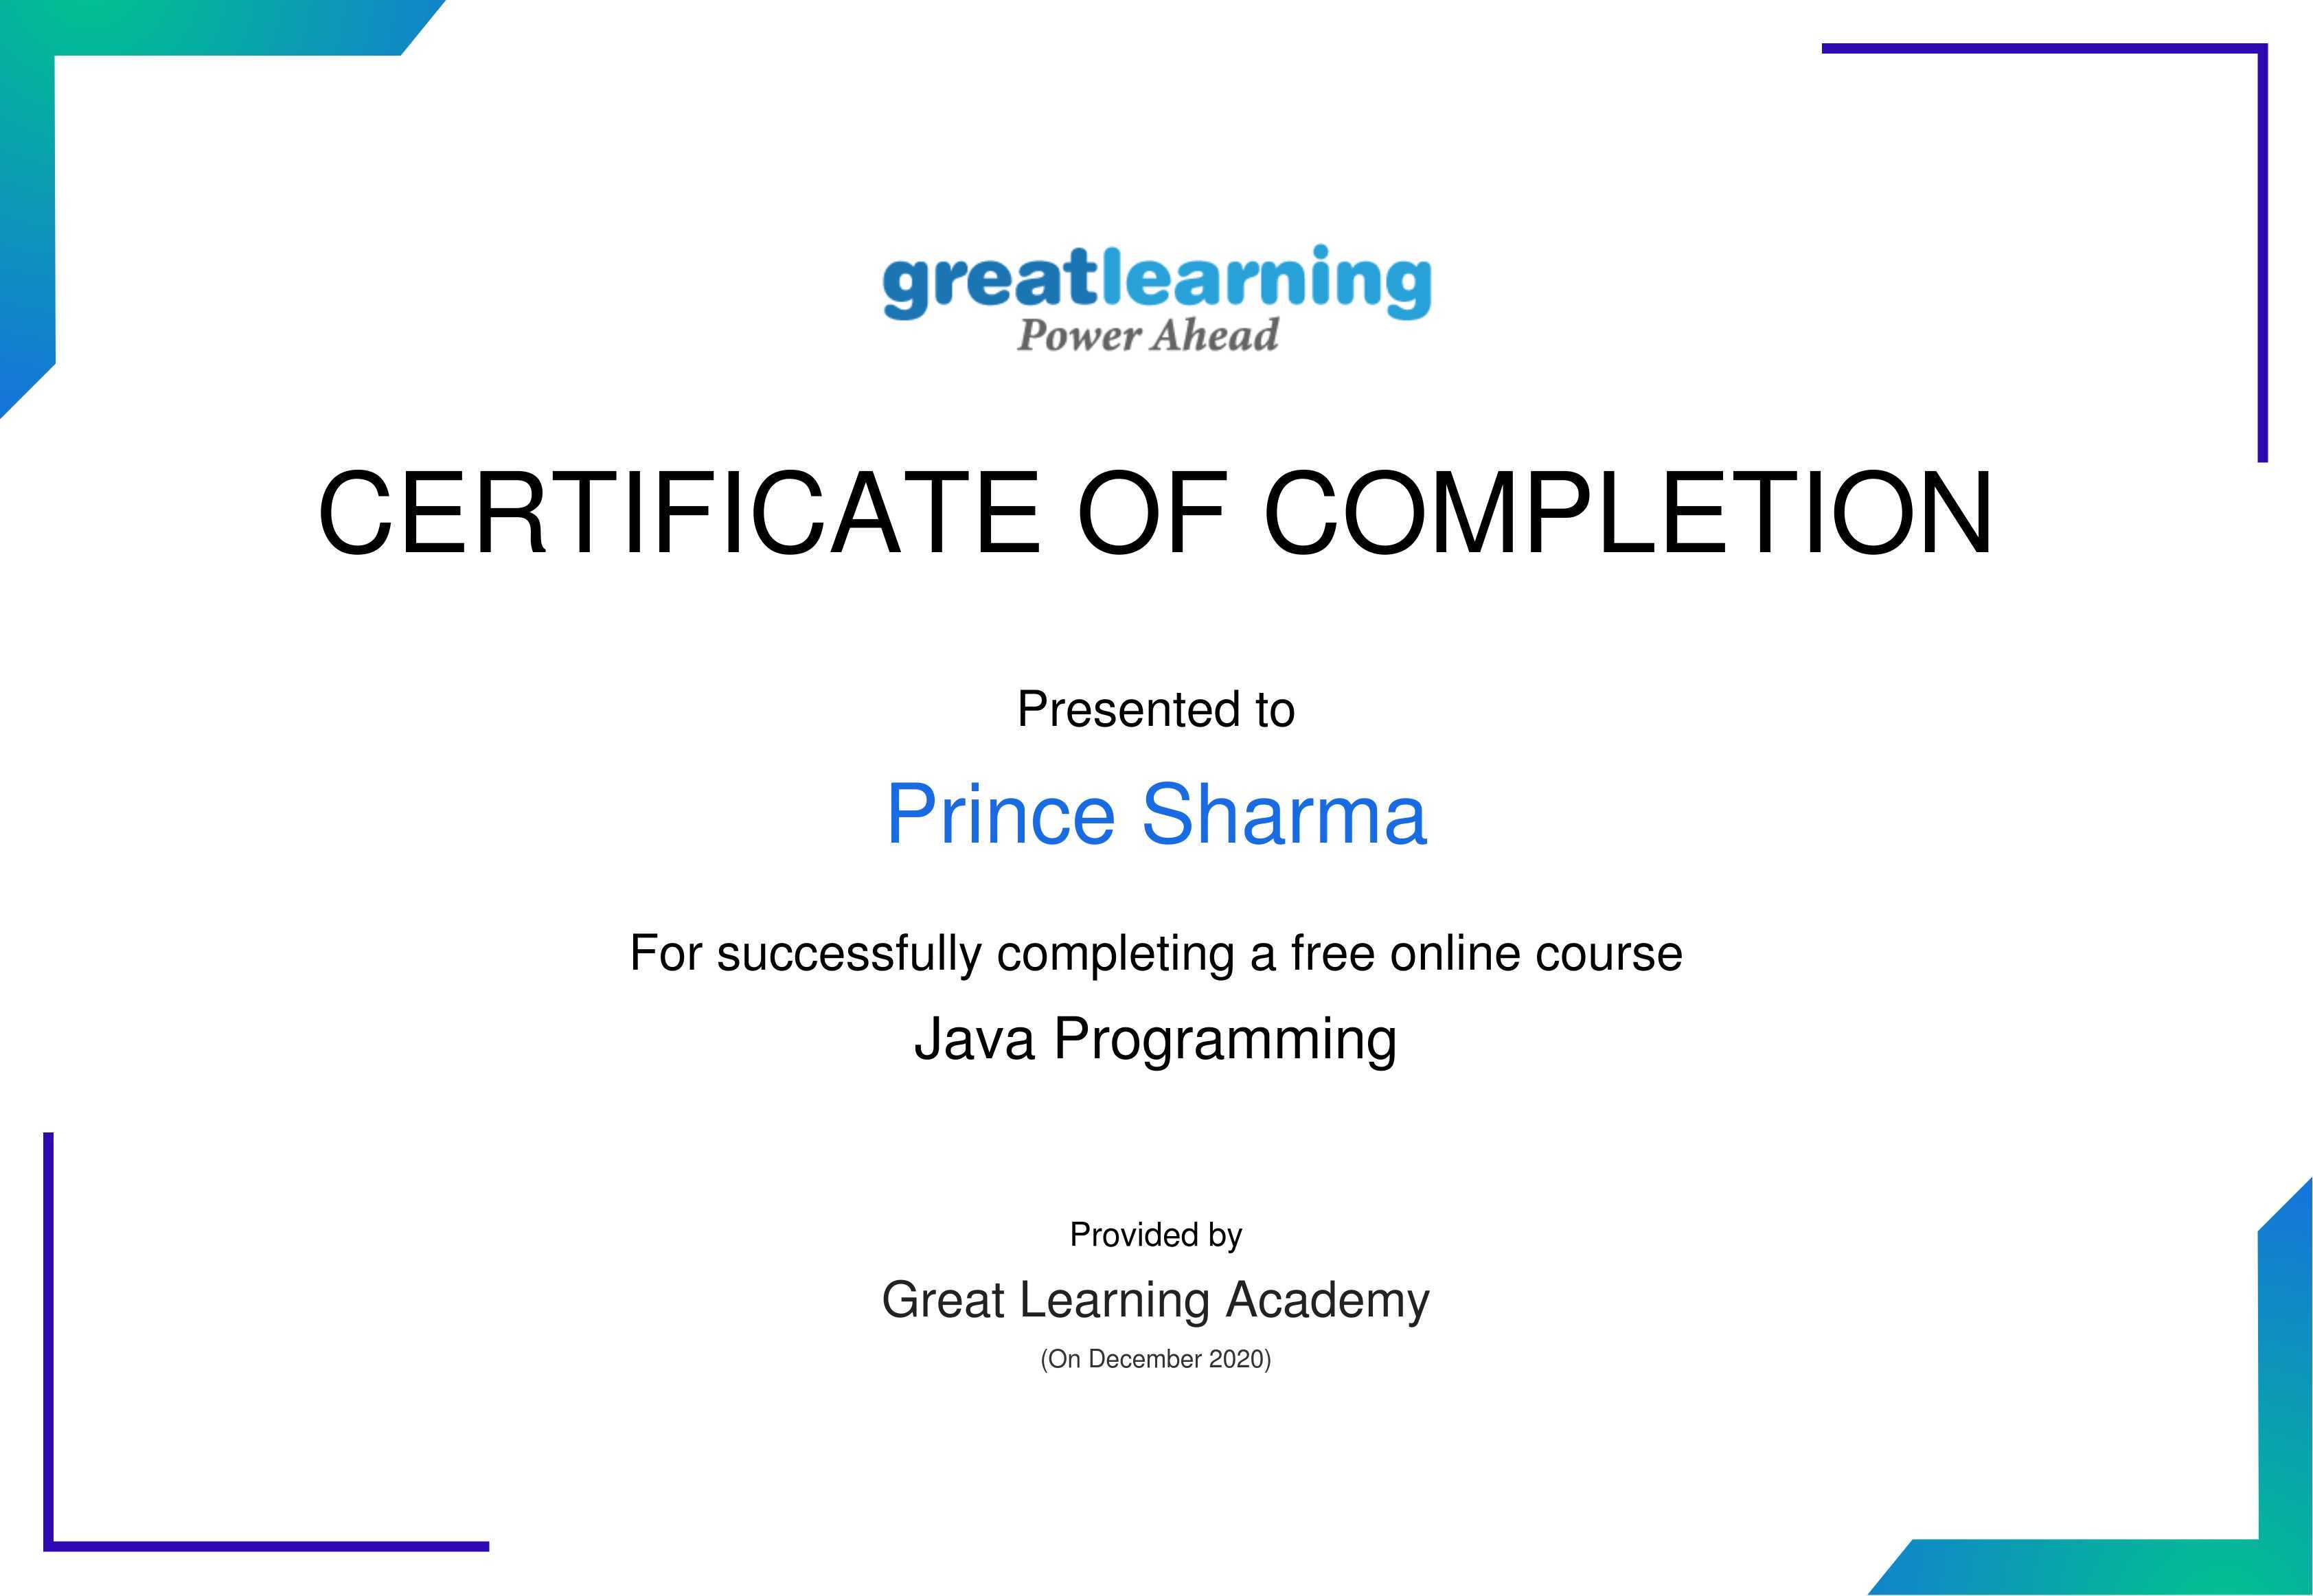 greatlearning
Power Ahead
CERTIFICATE OF COMPLETION
Presented to
Prince Sharma
For successfully completing a free online course
Java Programming
Provided by
Great Learning Academy
(On December 2020)